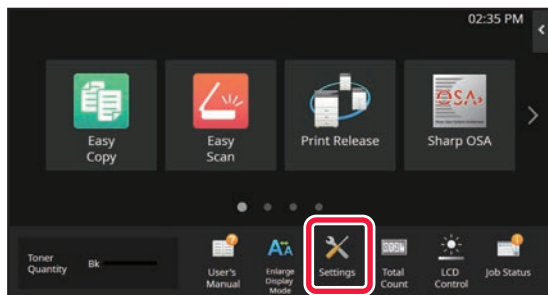 02:35 PM
Easy
Copy
Easy
Scan
Print Release
OSA
Sharp OSA
Toner
Quantity
Bk
User's
Manual
Enlarge
Display
Mode
Settings
Total
Count
LCD
Control
Job Status